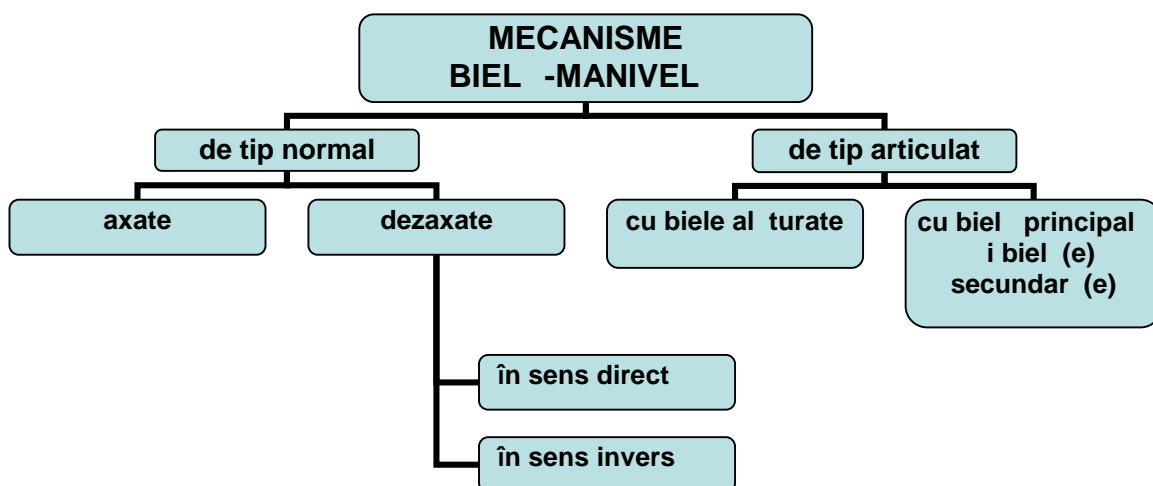 MECANISME
BIEL -MANIVEL
de tip normal
de tip articulat
axate
dezaxate
cu biele al turate
cu biel principal
i biel (e)
secundar (e)
în sens direct
în sens invers